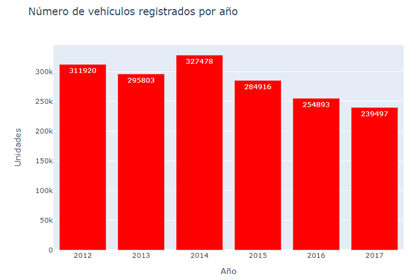 Número de vehículos registrados por año
Unidades
300k
250k
200k
150k
100k
50k
0
311920
295803
327478
284916
254893
239497
2012
2013
2014
2015
2016
2017
Año